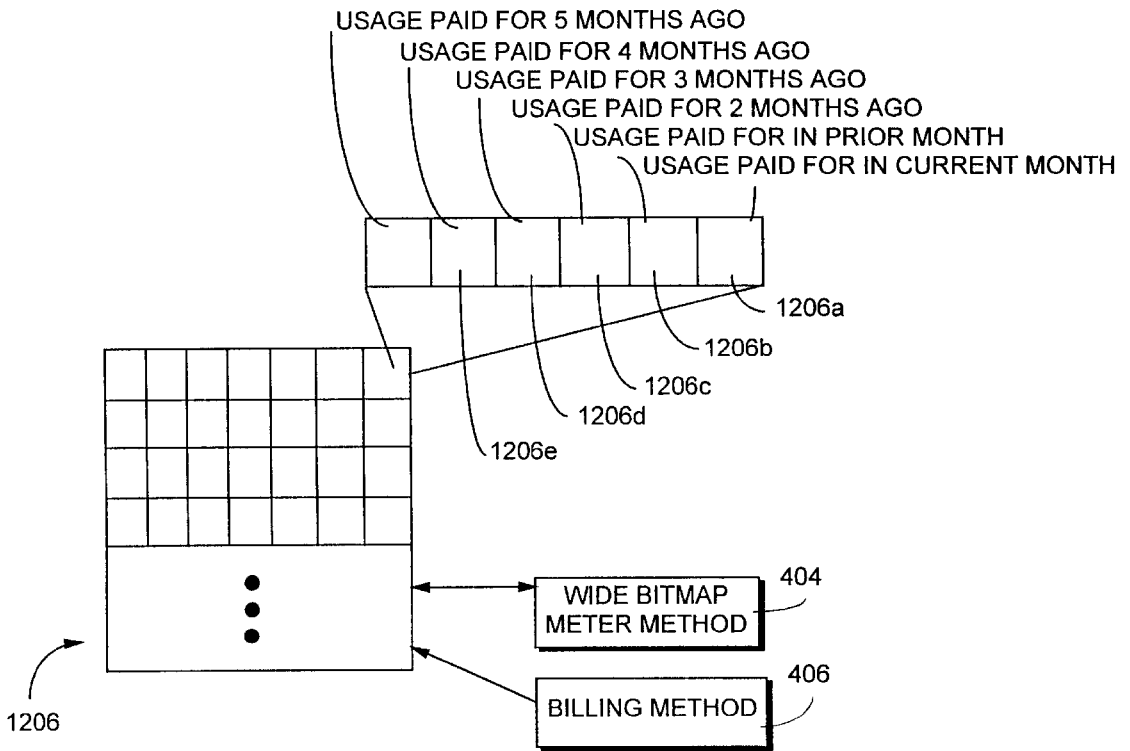 USAGE PAID FOR 5 MONTHS AGO
USAGE PAID FOR 4 MONTHS AGO
USAGE PAID FOR 3 MONTHS AGO
USAGE PAID FOR 2 MONTHS AGO
USAGE PAID FOR IN PRIOR MONTH
USAGE PAID FOR IN CURRENT MONTH
1206a
1206b
1206c
1206d
1206e
404
WIDE BITMAP
METER METHOD
406
BILLING METHOD
1206